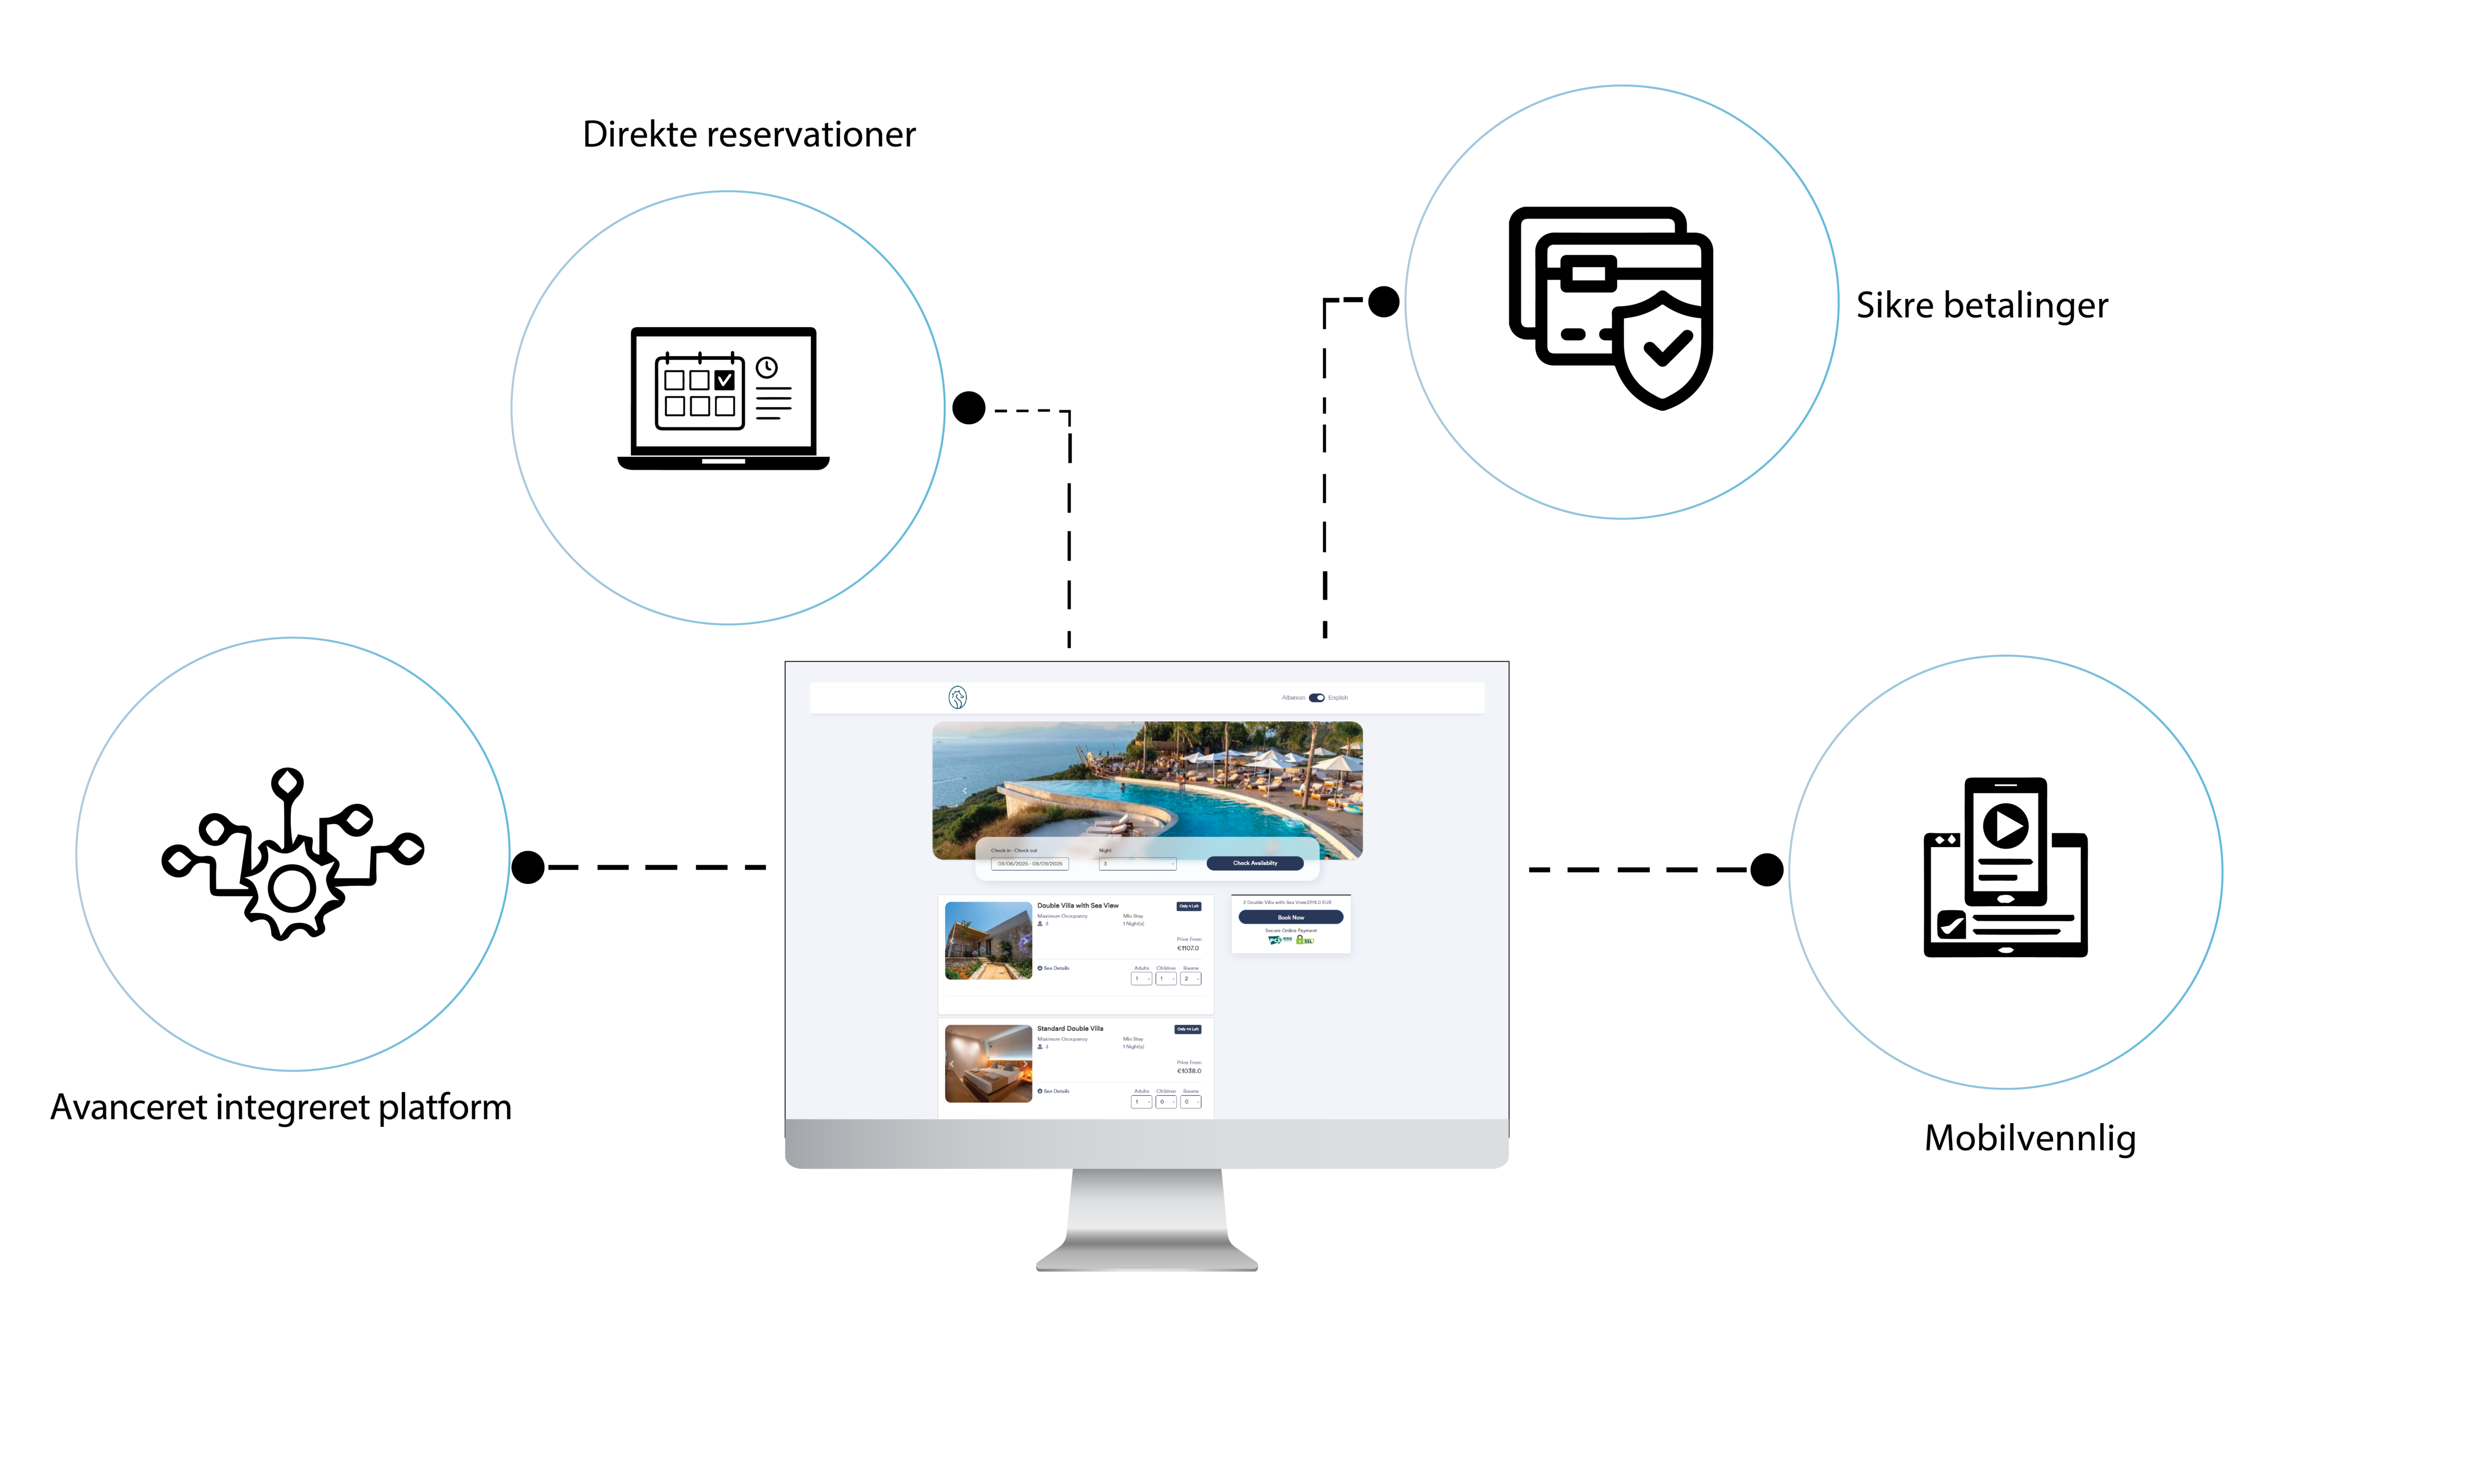 Direkte reservationer
Sikre betalinger
Albanian English
Check in - Check out
Night
08/06/2025 - 08/09/2025
3
Check Availability
Double Villa with Sea View
Only 4 Left
Maximum Occupancy
Min Stay
3
1 Night(s)
Price From
€1107.0
See Details
Adults Children Rooms
1 1 2
2 Double Villa with Sea View 2214.0 EUR
Book Now
Secure Online Payment
SSL
Standard Double Villa
Only 44 Left
Maximum Occupancy
Min Stay
3
1 Night(s)
Price From
€1038.0
See Details
Adults Children Rooms
1 0 0
Avanceret integreret platform
Mobilvennlig